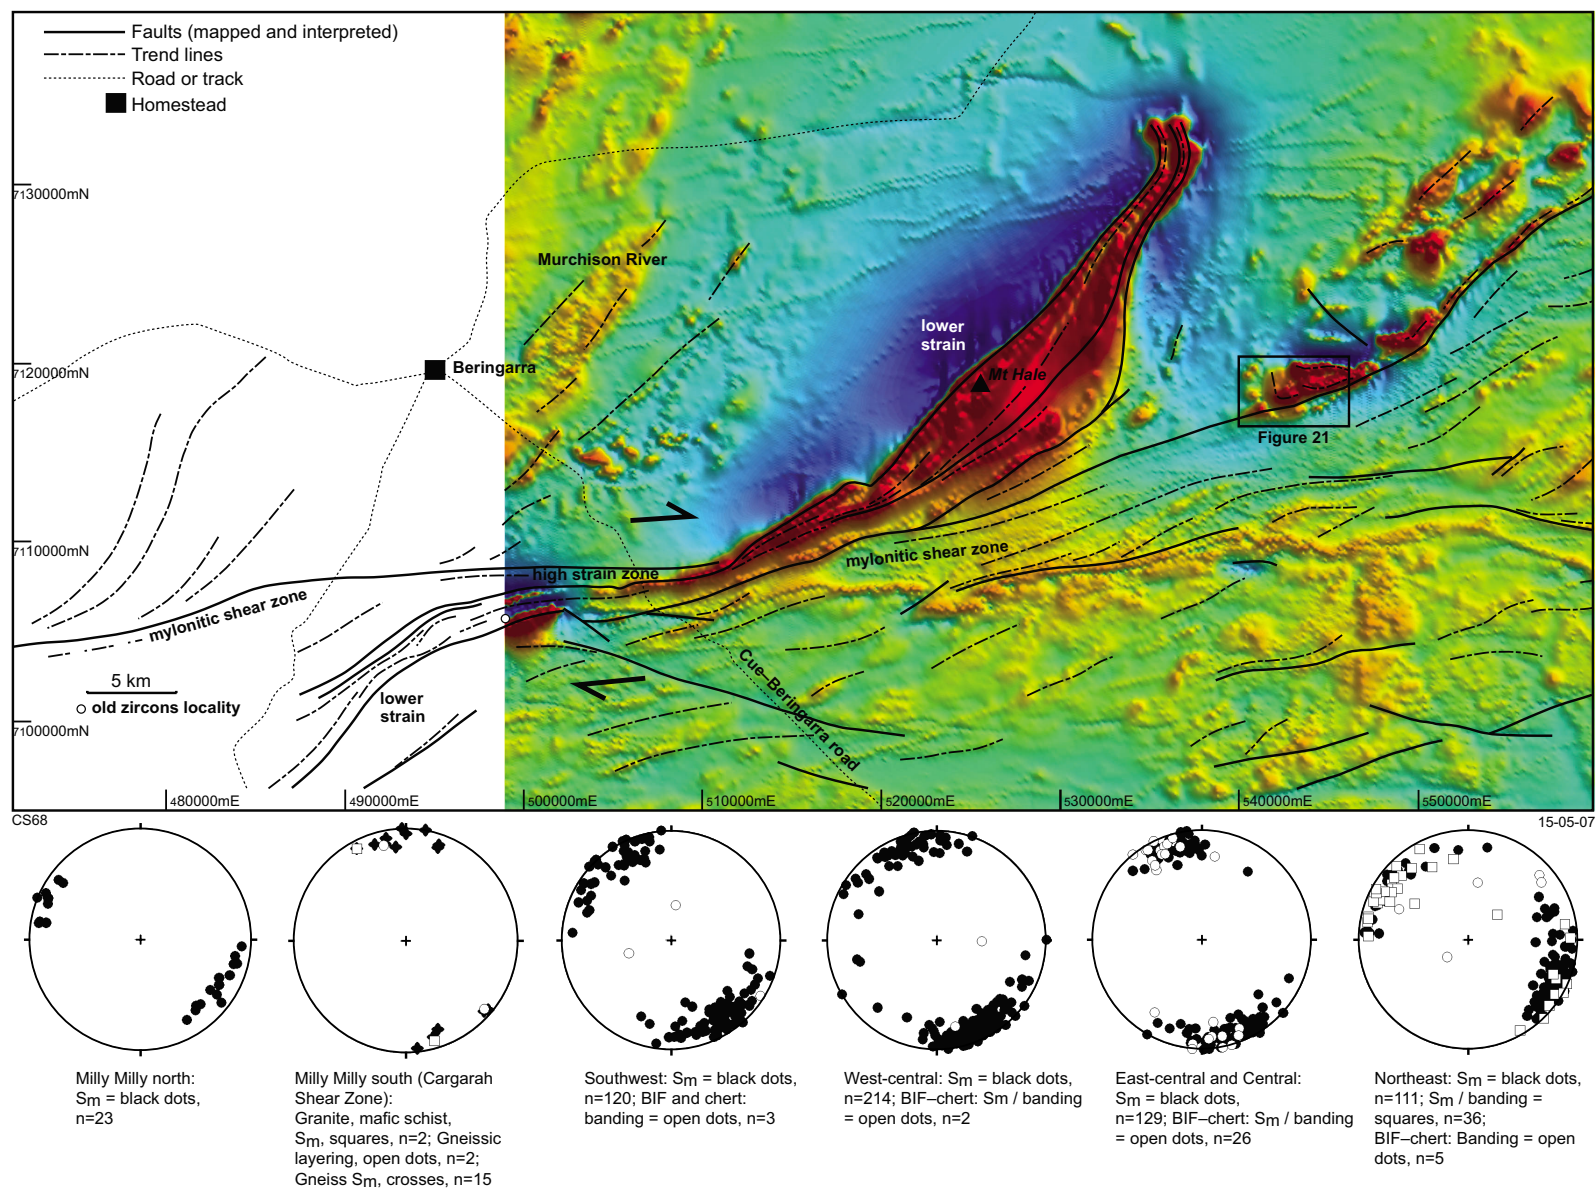 Faults (mapped and interpreted)
Trend lines
Road or track
Homestead
7130000mN
Murchison River
lower
strain
Mt Hale
7120000mN
Beringarra
Figure 21
7110000mN
mylonitic shear zone
high strain zone
mylonitic shear zone
5 km
old zircons locality
lower
strain
Cue–Beringarra road
7100000mN
480000mE
490000mE
500000mE
510000mE
520000mE
530000mE
540000mE
550000mE
CS68
15-05-07
Milly Milly north:
Sm = black dots,
n=23
Milly Milly south (Cargarah
Shear Zone):
Granite, mafic schist,
Sm, squares, n=2; Gneissic
layering, open dots, n=2;
Gneiss Sm, crosses, n=15
Southwest: Sm = black dots,
n=120; BIF and chert:
banding = open dots, n=3
West-central: Sm = black dots,
n=214; BIF–chert: Sm / banding
= open dots, n=2
East-central and Central:
Sm = black dots,
n=129; BIF–chert: Sm / banding
= open dots, n=26
Northeast: Sm = black dots,
n=111; Sm / banding =
squares, n=36;
BIF–chert: Banding = open
dots, n=5